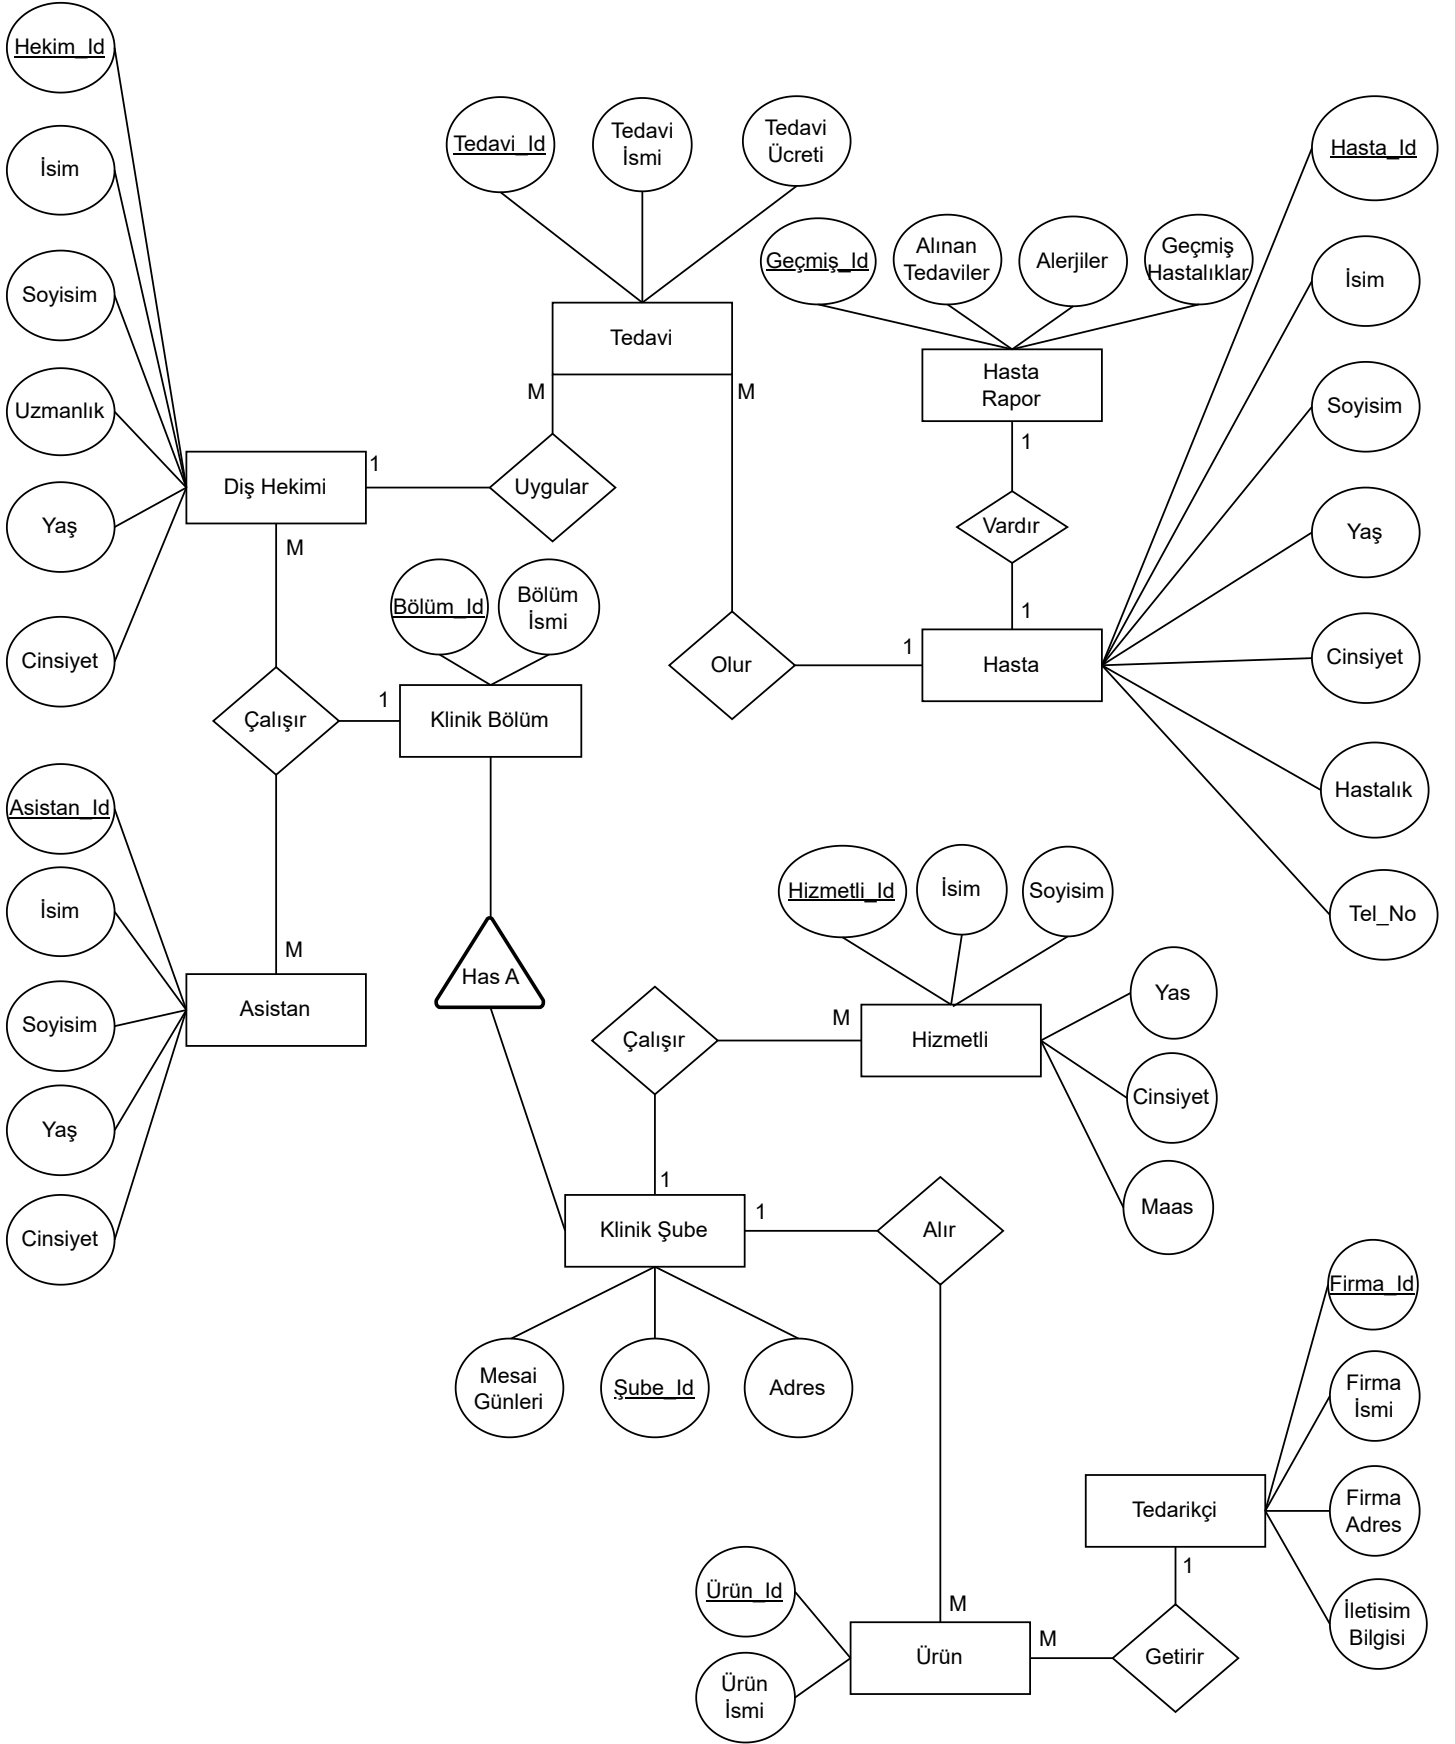 Hekim_Id
İsim
Soyisim
Uzmanlık
Yaş
Cinsiyet
Diş Hekimi
1
M
Tedavi_Id
Tedavi
İsmi
Tedavi
Ücreti
Tedavi
M
M
Uygular
Geçmiş_Id
Alınan
Tedaviler
Alerjiler
Geçmiş
Hastalıklar
Hasta
Rapor
1
Vardır
1
Hasta
1
Olur
Hasta_Id
İsim
Soyisim
Yaş
Cinsiyet
Hastalık
Tel_No
Bölüm_Id
Bölüm
İsmi
Çalışır
1
Klinik Bölüm
Asistan_Id
İsim
Soyisim
Yaş
Cinsiyet
M
Asistan
Has A
Hizmetli_Id
İsim
Soyisim
Çalışır
M
Hizmetli
Yas
Cinsiyet
Maas
1
Klinik Şube
1
Alır
Mesai
Günleri
Şube_Id
Adres
Firma_Id
Firma
İsmi
Firma
Adres
İletisim
Bilgisi
Tedarikçi
1
Ürün_Id
Ürün
İsmi
M
Ürün
M
Getirir